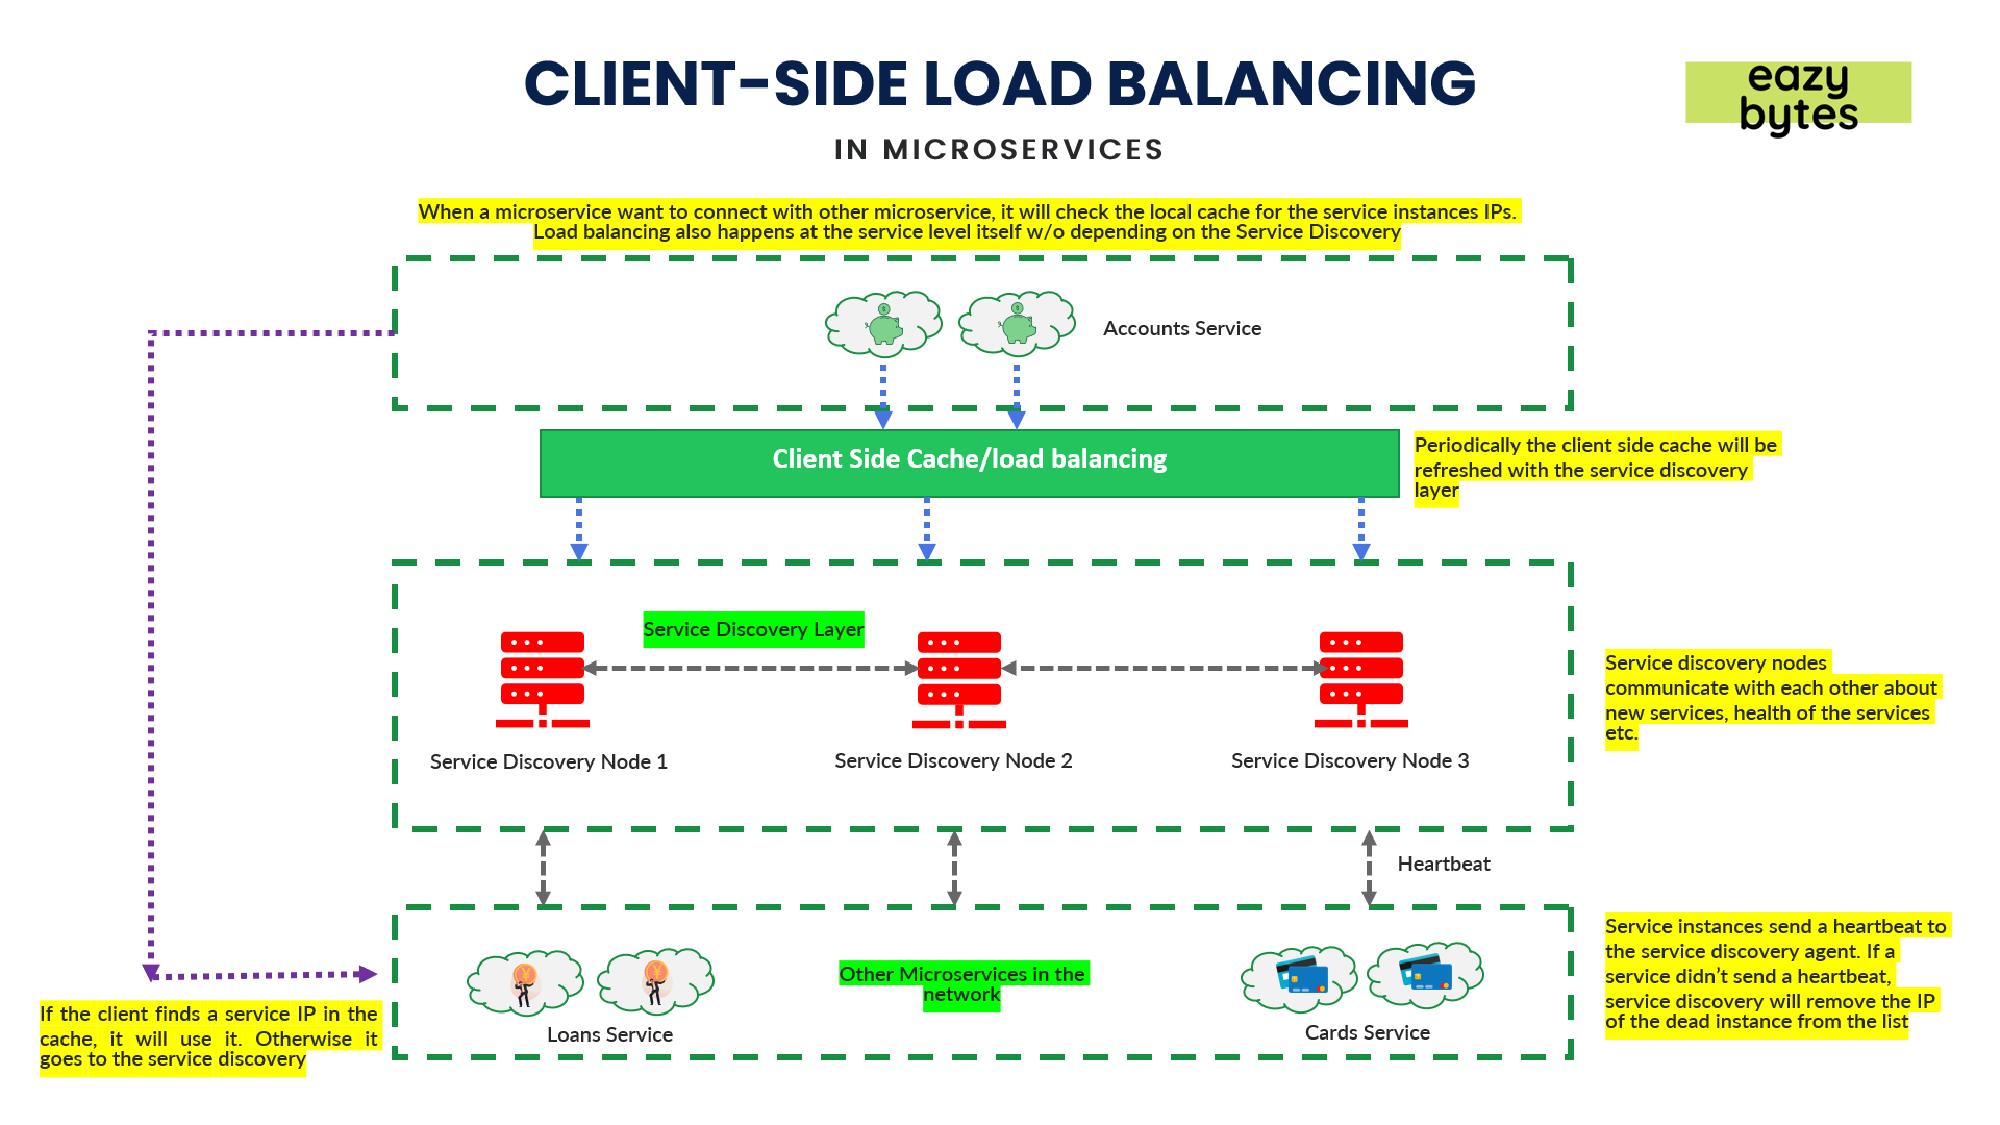 CLIENT-SIDE LOAD BALANCING
eazy
bytes
IN MICROSERVICES
When a microservice want to connect with other microservice, it will check the local cache for the service instances IPs.
Load balancing also happens at the service level itself w/o depending on the Service Discovery
Accounts Service
Client Side Cache/load balancing
Periodically the client side cache will be
refreshed with the service discovery
layer
Service Discovery Layer
Service Discovery Node 1
Service Discovery Node 2
Service Discovery Node 3
Service discovery nodes
communicate with each other about
new services, health of the services
etc.
Heartbeat
Loans Service
Other Microservices in the
network
Cards Service
Service instances send a heartbeat to
the service discovery agent. If a
service didn’t send a heartbeat,
service discovery will remove the IP
of the dead instance from the list
If the client finds a service IP in the
cache, it will use it. Otherwise it
goes to the service discovery